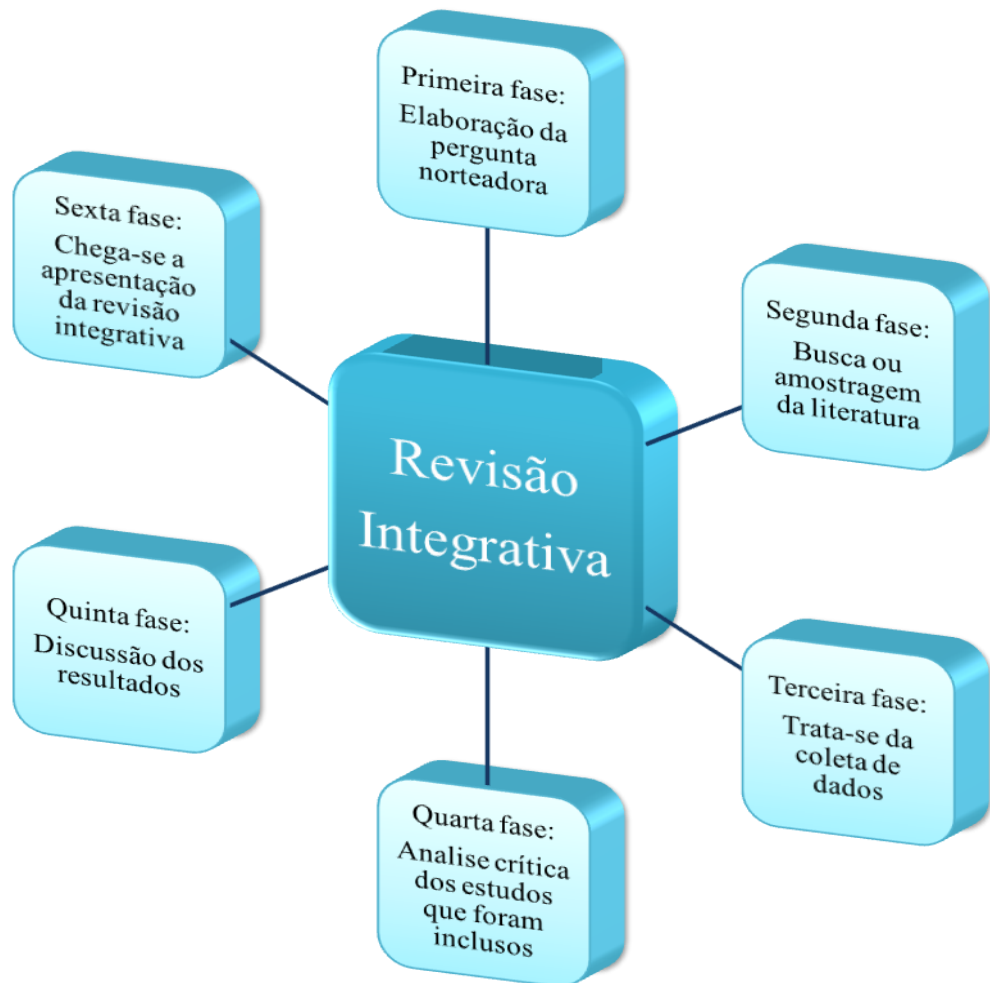 Primeira fase:
Elaboração da
pergunta
norteadora
Segunda fase:
Busca ou
amostragem
da literatura
Terceira fase:
Trata-se da
coleta de
dados
Quarta fase:
Analise crítica
dos estudos
que foram
inclusos
Quinta fase:
Discussão dos
resultados
Sexta fase:
Chega-se a
apresentação
da revisão
integrativa
Revisão
Integrativa